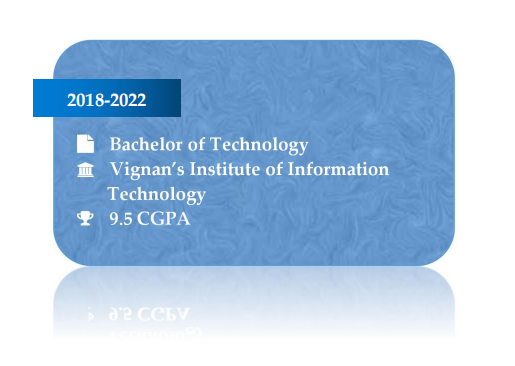 2018-2022
Bachelor of Technology
Vignan's Institute of Information
Technology
9.5 CGPA